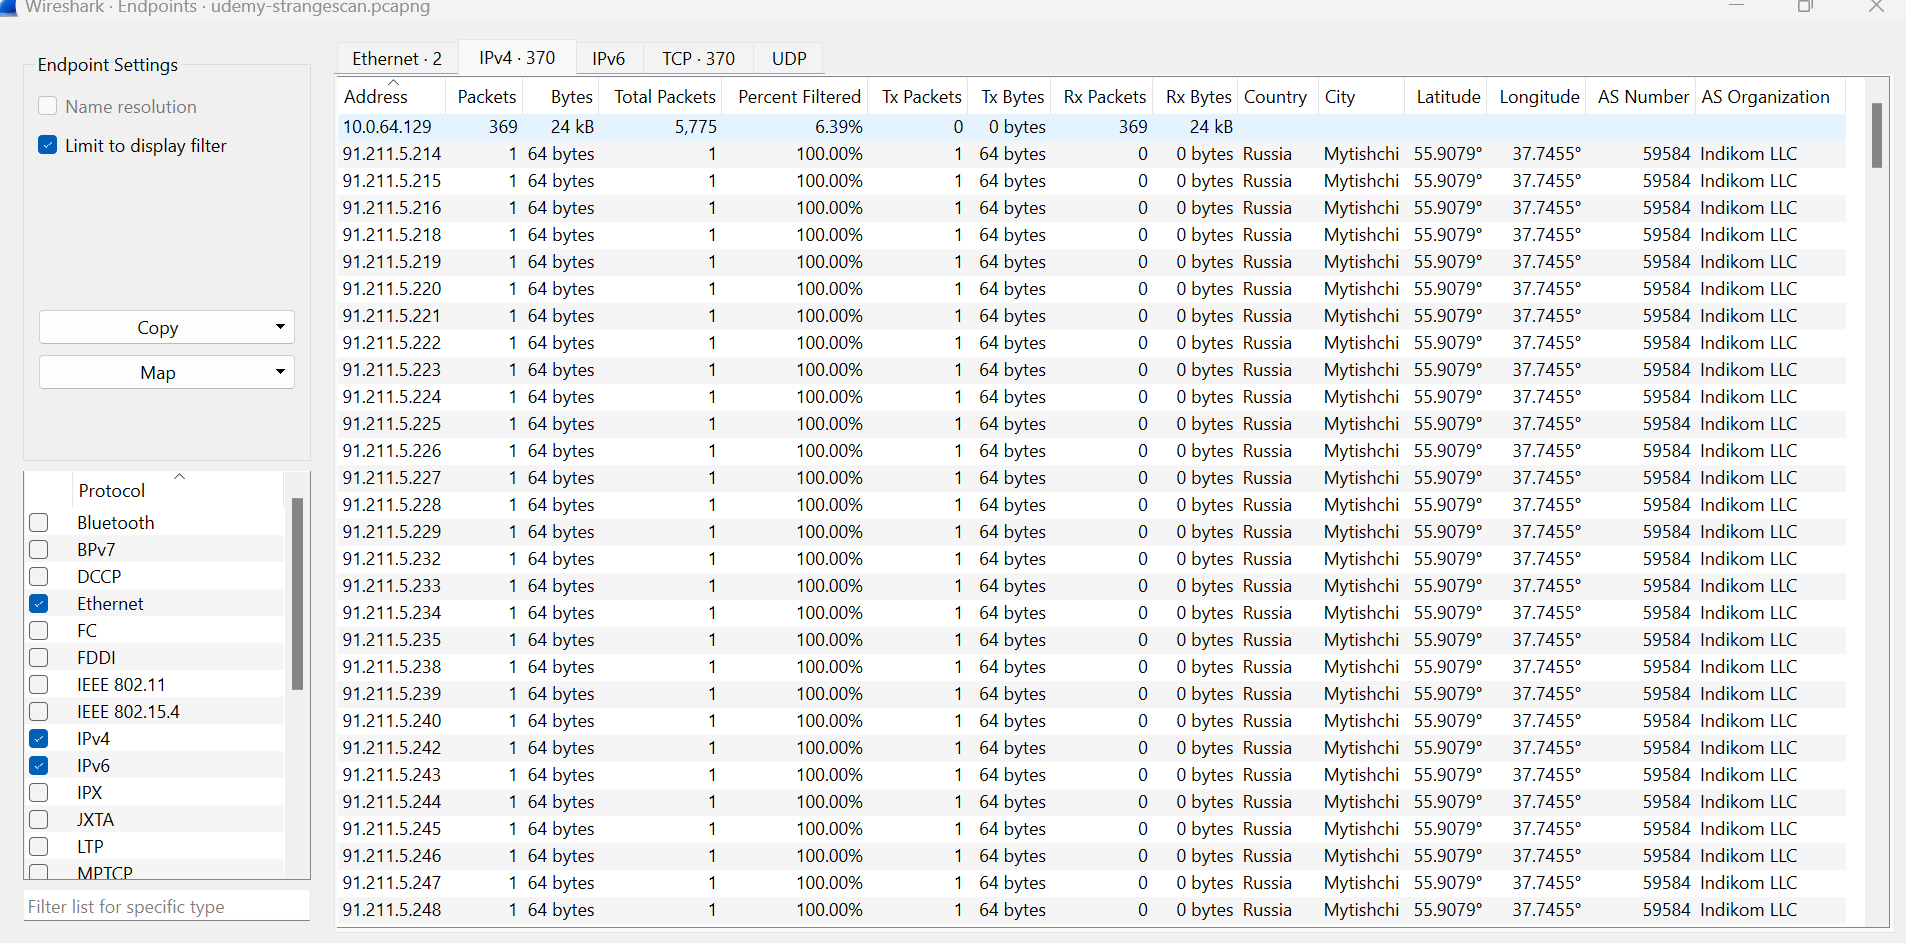 Wireshark · Endpoints · udemy-strangescan.pcapng
Endpoint Settings
Name resolution
Limit to display filter
Copy
Map
Protocol
Bluetooth
BPv7
DCCP
Ethernet
FC
FDDI
IEEE 802.11
IEEE 802.15.4
IPv4
IPv6
IPX
JXTA
LTP
MPTCP
Filter list for specific type
Ethernet · 2 IPv4 · 370 IPv6 TCP · 370 UDP
Address Packets Bytes Total Packets Percent Filtered Tx Packets Tx Bytes Rx Packets Rx Bytes Country City Latitude Longitude AS Number AS Organization
10.0.64.129 369 24 kB 5,775 6.39% 0 0 bytes 369 24 kB
91.211.5.214 1 64 bytes 1 100.00% 1 64 bytes 0 0 bytes Russia Mytishchi 55.9079° 37.7455° 59584 Indikom LLC
91.211.5.215 1 64 bytes 1 100.00% 1 64 bytes 0 0 bytes Russia Mytishchi 55.9079° 37.7455° 59584 Indikom LLC
91.211.5.216 1 64 bytes 1 100.00% 1 64 bytes 0 0 bytes Russia Mytishchi 55.9079° 37.7455° 59584 Indikom LLC
91.211.5.218 1 64 bytes 1 100.00% 1 64 bytes 0 0 bytes Russia Mytishchi 55.9079° 37.7455° 59584 Indikom LLC
91.211.5.219 1 64 bytes 1 100.00% 1 64 bytes 0 0 bytes Russia Mytishchi 55.9079° 37.7455° 59584 Indikom LLC
91.211.5.220 1 64 bytes 1 100.00% 1 64 bytes 0 0 bytes Russia Mytishchi 55.9079° 37.7455° 59584 Indikom LLC
91.211.5.221 1 64 bytes 1 100.00% 1 64 bytes 0 0 bytes Russia Mytishchi 55.9079° 37.7455° 59584 Indikom LLC
91.211.5.222 1 64 bytes 1 100.00% 1 64 bytes 0 0 bytes Russia Mytishchi 55.9079° 37.7455° 59584 Indikom LLC
91.211.5.223 1 64 bytes 1 100.00% 1 64 bytes 0 0 bytes Russia Mytishchi 55.9079° 37.7455° 59584 Indikom LLC
91.211.5.224 1 64 bytes 1 100.00% 1 64 bytes 0 0 bytes Russia Mytishchi 55.9079° 37.7455° 59584 Indikom LLC
91.211.5.225 1 64 bytes 1 100.00% 1 64 bytes 0 0 bytes Russia Mytishchi 55.9079° 37.7455° 59584 Indikom LLC
91.211.5.226 1 64 bytes 1 100.00% 1 64 bytes 0 0 bytes Russia Mytishchi 55.9079° 37.7455° 59584 Indikom LLC
91.211.5.227 1 64 bytes 1 100.00% 1 64 bytes 0 0 bytes Russia Mytishchi 55.9079° 37.7455° 59584 Indikom LLC
91.211.5.228 1 64 bytes 1 100.00% 1 64 bytes 0 0 bytes Russia Mytishchi 55.9079° 37.7455° 59584 Indikom LLC
91.211.5.229 1 64 bytes 1 100.00% 1 64 bytes 0 0 bytes Russia Mytishchi 55.9079° 37.7455° 59584 Indikom LLC
91.211.5.232 1 64 bytes 1 100.00% 1 64 bytes 0 0 bytes Russia Mytishchi 55.9079° 37.7455° 59584 Indikom LLC
91.211.5.233 1 64 bytes 1 100.00% 1 64 bytes 0 0 bytes Russia Mytishchi 55.9079° 37.7455° 59584 Indikom LLC
91.211.5.234 1 64 bytes 1 100.00% 1 64 bytes 0 0 bytes Russia Mytishchi 55.9079° 37.7455° 59584 Indikom LLC
91.211.5.235 1 64 bytes 1 100.00% 1 64 bytes 0 0 bytes Russia Mytishchi 55.9079° 37.7455° 59584 Indikom LLC
91.211.5.238 1 64 bytes 1 100.00% 1 64 bytes 0 0 bytes Russia Mytishchi 55.9079° 37.7455° 59584 Indikom LLC
91.211.5.239 1 64 bytes 1 100.00% 1 64 bytes 0 0 bytes Russia Mytishchi 55.9079° 37.7455° 59584 Indikom LLC
91.211.5.240 1 64 bytes 1 100.00% 1 64 bytes 0 0 bytes Russia Mytishchi 55.9079° 37.7455° 59584 Indikom LLC
91.211.5.242 1 64 bytes 1 100.00% 1 64 bytes 0 0 bytes Russia Mytishchi 55.9079° 37.7455° 59584 Indikom LLC
91.211.5.243 1 64 bytes 1 100.00% 1 64 bytes 0 0 bytes Russia Mytishchi 55.9079° 37.7455° 59584 Indikom LLC
91.211.5.244 1 64 bytes 1 100.00% 1 64 bytes 0 0 bytes Russia Mytishchi 55.9079° 37.7455° 59584 Indikom LLC
91.211.5.245 1 64 bytes 1 100.00% 1 64 bytes 0 0 bytes Russia Mytishchi 55.9079° 37.7455° 59584 Indikom LLC
91.211.5.246 1 64 bytes 1 100.00% 1 64 bytes 0 0 bytes Russia Mytishchi 55.9079° 37.7455° 59584 Indikom LLC
91.211.5.247 1 64 bytes 1 100.00% 1 64 bytes 0 0 bytes Russia Mytishchi 55.9079° 37.7455° 59584 Indikom LLC
91.211.5.248 1 64 bytes 1 100.00% 1 64 bytes 0 0 bytes Russia Mytishchi 55.9079° 37.7455° 59584 Indikom LLC